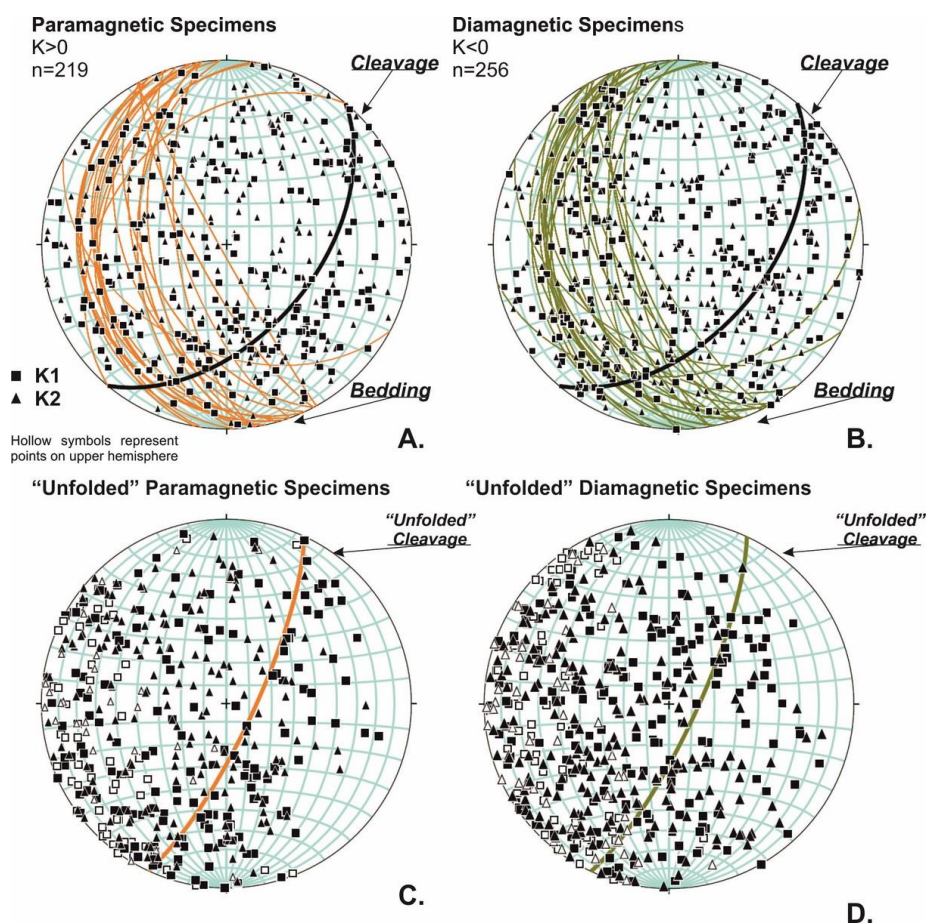 Paramagnetic Specimens
K>0
n=219
Cleavage
Bedding
A.
Diamagnetic Specimens
K<0
n=256
Cleavage
Bedding
B.
■ K1
▲ K2
Hollow symbols represent
points on upper hemisphere
“Unfolded” Paramagnetic Specimens
“Unfolded”
Cleavage
C.
“Unfolded” Diamagnetic Specimens
“Unfolded”
Cleavage
D.